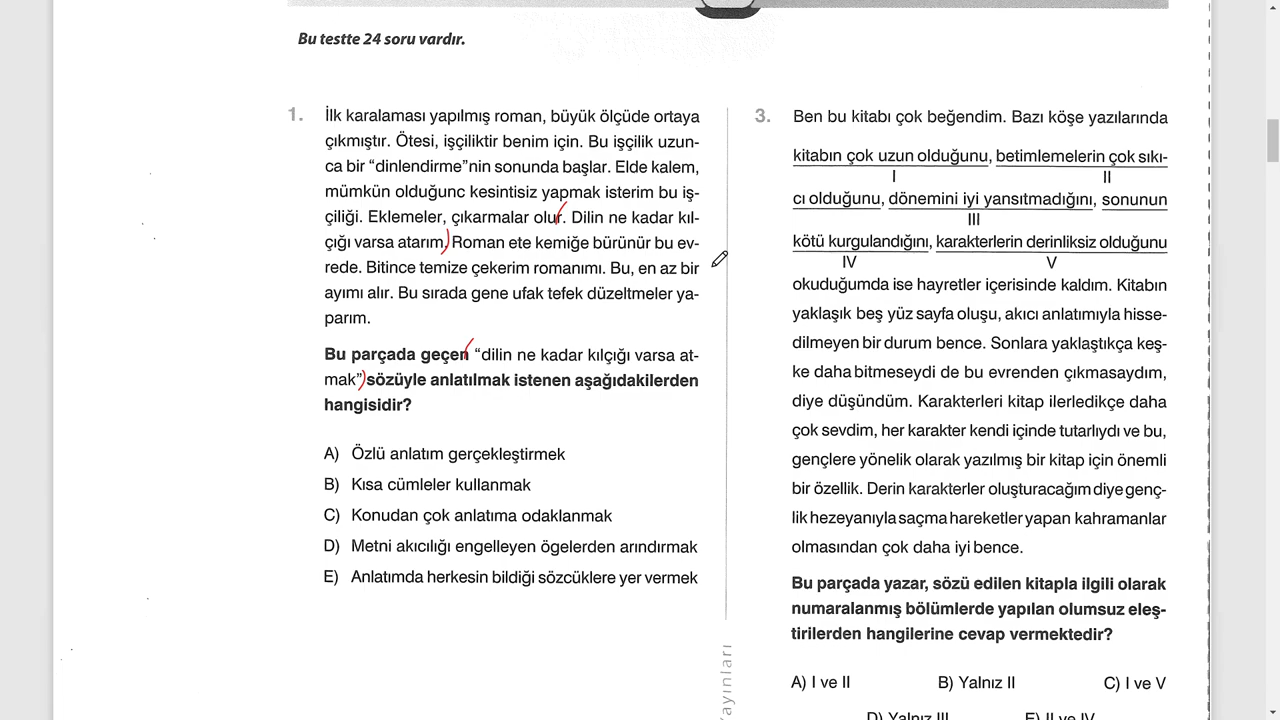 Bu testte 24 soru vardır.
1. İlk karalaması yapılmış roman, büyük ölçüde ortaya
çıkmıştır. Ötesi, işçiliktir benim için. Bu işçilik uzun-
ca bir “dinlendirme”nin sonunda başlar. Elde kalem,
mümkün olduğunc kesintisiz yapmak isterim bu iş-
çiliği. Eklemeler, çıkarmalar olur. Dilin ne kadar kıl-
çığı varsa atarım. Roman ete kemiğe bürünür bu ev-
rede. Bitince temize çekerim romanımı. Bu, en az bir
ayımı alır. Bu sırada gene ufak tefek düzeltmeler ya-
parım.
Bu parçada geçen “dilin ne kadar kılçığı varsa at-
mak” sözüyle anlatılmak istenen aşağıdakilerden
hangisidir?
A) Özlü anlatım gerçekleştirmek
B) Kısa cümleler kullanmak
C) Konudan çok anlatıma odaklanmak
D) Metni akıcılığı engelleyen ögelerden arındırmak
E) Anlatımda herkesin bildiği sözcüklere yer vermek
Yayınları
3. Ben bu kitabı çok beğendim. Bazı köşe yazılarında
kitabın çok uzun olduğunu, betimlemelerin çok sıkı-
I II
cı olduğunu, dönemini iyi yansıtmadığını, sonunun
III
kötü kurgulandığını, karakterlerin derinliksiz olduğunu
IV V
okuduğumda ise hayretler içerisinde kaldım. Kitabın
yaklaşık beş yüz sayfa oluşu, akıcı anlatımıyla hisse-
dilmeyen bir durum bence. Sonlara yaklaştıkça keş-
ke daha bitmeseydi de bu evrenden çıkmasaydım,
diye düşündüm. Karakterleri kitap ilerledikçe daha
çok sevdim, her karakter kendi içinde tutarlıydı ve bu,
gençlere yönelik olarak yazılmış bir kitap için önemli
bir özellik. Derin karakterler oluşturacağım diye genç-
lik hezeyanıyla saçma hareketler yapan kahramanlar
olmasından çok daha iyi bence.
Bu parçada yazar, sözü edilen kitapla ilgili olarak
numaralanmış bölümlerde yapılan olumsuz eleş-
tirilerden hangilerine cevap vermektedir?
A) I ve II B) Yalnız II C) I ve V
D) Yalnız III E) II ve IV